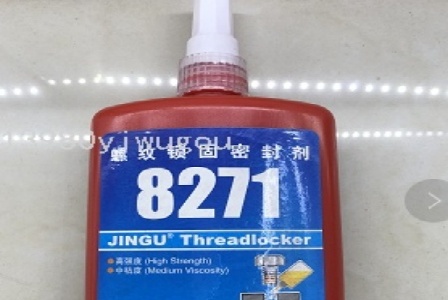 yjwugou
螺纹锁固密封剂
8271
JINGU® Threadlocker
高强度 (High Strength)
中粘度 (Medium Viscosity)